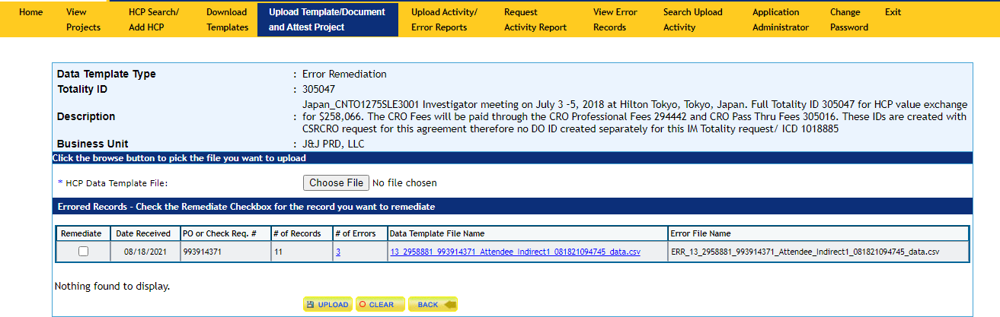 Home
View Projects
HCP Search/ Add HCP
Download Templates
Upload Template/Document and Attest Project
Upload Activity/ Error Reports
Request Activity Report
View Error Records
Search Upload Activity
Application Administrator
Change Password
Exit
Data Template Type : Error Remediation
Totality ID : 305047
Description : Japan_CNTO1275SLE3001 Investigator meeting on July 3 -5, 2018 at Hilton Tokyo, Tokyo, Japan. Full Totality ID 305047 for HCP value exchange
for $258,066. The CRO Fees will be paid through the CRO Professional Fees 294442 and CRO Pass Thru Fees 305016. These IDs are created with
CSRCRO request for this agreement therefore no DO ID created separately for this IM Totality request/ ICD 1018885
Business Unit : J&J PRD, LLC
Click the browse button to pick the file you want to upload
* HCP Data Template File: Choose File No file chosen
Errored Records - Check the Remediate Checkbox for the record you want to remediate
Remediate Date Received PO or Check Req. # # of Records # of Errors Data Template File Name Error File Name
08/18/2021 993914371 11 3 13_2958881_993914371_Attendee_Indirect1_081821094745_data.csv ERR_13_2958881_993914371_Attendee_Indirect1_081821094745_data.csv
Nothing found to display.
UPLOAD CLEAR BACK